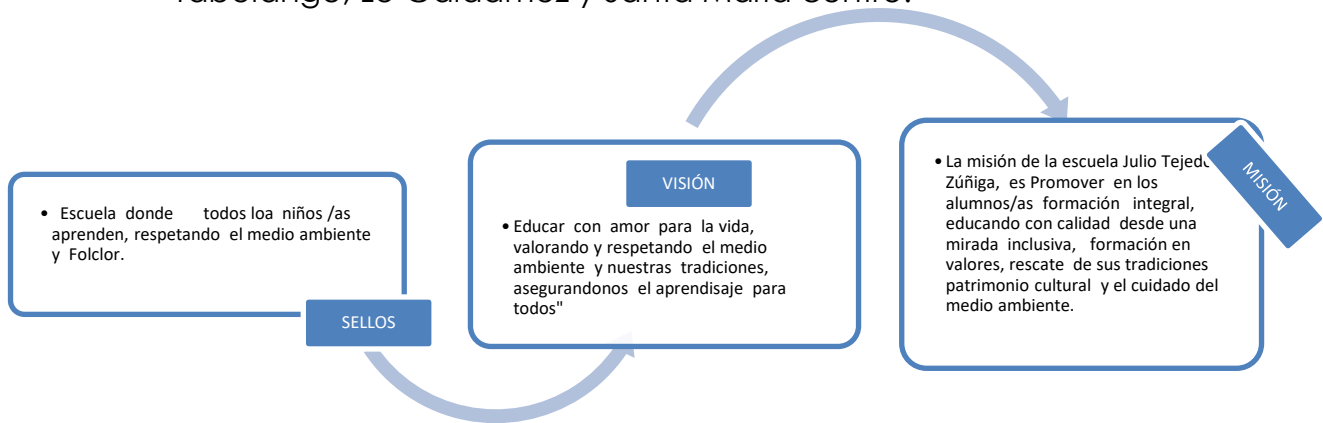 Escuela donde todos loa niños /as
aprenden, respetando el medio ambiente
y Folclor.
SELLOS
VISIÓN
Educar con amor para la vida,
valorando y respetando el medio
ambiente y nuestras tradiciones,
asegurandonos el aprendisaje para
todos"
La misión de la escuela Julio
Zúñiga, es Promover en los
alumnos/as formación integral,
educando con calidad desde una
mirada inclusiva, formación en
valores, rescate de sus tradiciones
patrimonio cultural y el cuidado del
medio ambiente.
MISIÓN